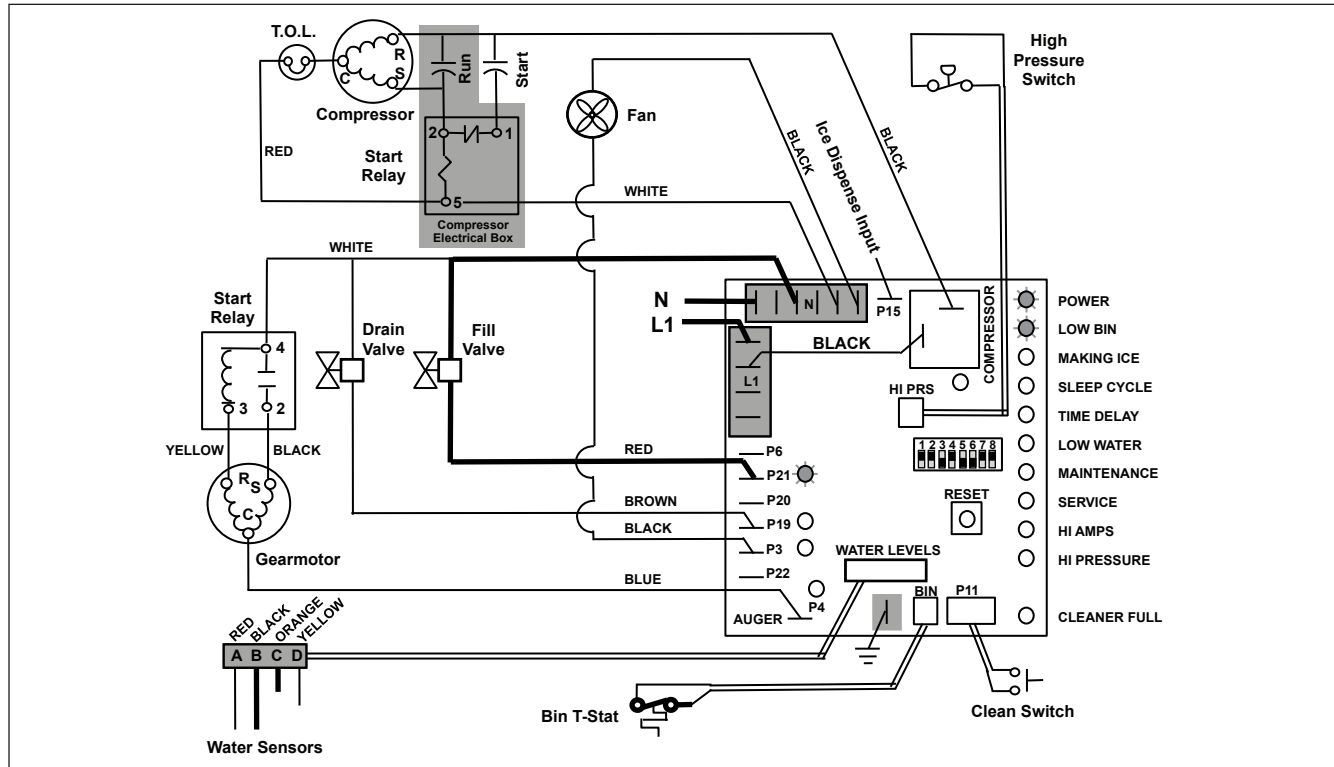 T.O.L.
R
S
C
Compressor
Run
Start
2
1
5
Start
Relay
Compressor
Electrical Box
RED
WHITE
Fan
BLACK
Ice Dispense Input
BLACK
High
Pressure
Switch
WHITE
Start
Relay
4
3
2
YELLOW
BLACK
R
S
C
Gearmotor
Drain
Valve
Fill
Valve
N
L1
N
P15
L1
BLACK
COMPRESSOR
HI PRS
1 2 3 4 5 6 7 8
RESET
POWER
LOW BIN
MAKING ICE
SLEEP CYCLE
TIME DELAY
LOW WATER
MAINTENANCE
SERVICE
HI AMPS
HI PRESSURE
CLEANER FULL
RED
P6
P21
P20
BROWN
P19
BLACK
P3
P22
BLUE
P4
AUGER
WATER LEVELS
BIN
P11
RED
BLACK
ORANGE
YELLOW
A B C D
Water Sensors
Bin T-Stat
Clean Switch